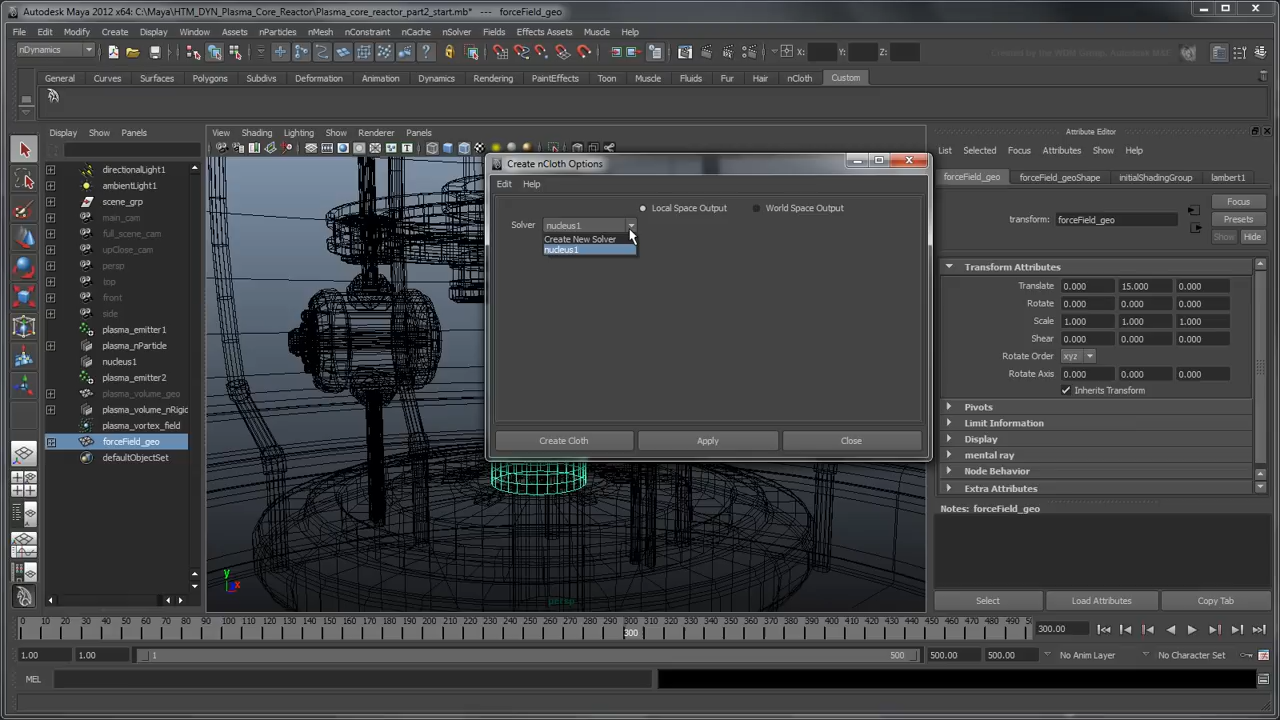 Autodesk Maya 2012 x64: C:\Maya\HTM_DYN_Plasma_Core_Reactor\Plasma_core_reactor_part2_start.mb* --- forceField_geo
File Edit Modify Create Display Window Assets nParticles nMesh nConstraint nCache nSolver Fields Effects Assets Muscle Help
nDynamics X: Y: Z:
General Curves Surfaces Polygons Subdivs Deformation Animation Dynamics Rendering PaintEffects Toon Muscle Fluids Fur Hair nCloth Custom
Display Show Panels
View Shading Lighting Show Renderer Panels
Attribute Editor
List Selected Focus Attributes Show Help
forceField_geo forceField_geoShape initialShadingGroup lambert1
Create nCloth Options
Edit Help
Local Space Output World Space Output
Solver nucleus1
Create New Solver
nucleus1
Create Cloth Apply Close
directionalLight1
ambientLight1
scene_grp
main_cam
full_scene_cam
upClose_cam
persp
top
front
side
plasma_emitter1
plasma_nParticle
nucleus1
plasma_emitter2
plasma_volume_geo
plasma_volume_nRigic
plasma_vortex_field
forceField_geo
defaultObjectSet
y
x
persp
Focus
transform: forceField_geo Presets
Show Hide
Transform Attributes
Translate 0.000 15.000 0.000
Rotate 0.000 0.000 0.000
Scale 1.000 1.000 1.000
Shear 0.000 0.000 0.000
Rotate Order xyz
Rotate Axis 0.000 0.000 0.000
Inherits Transform
Pivots
Limit Information
Display
mental ray
Node Behavior
Extra Attributes
Notes: forceField_geo
Select Load Attributes Copy Tab
300
300.00
1.00 1.00 1 500 500.00 500.00 No Anim Layer No Character Set
MEL